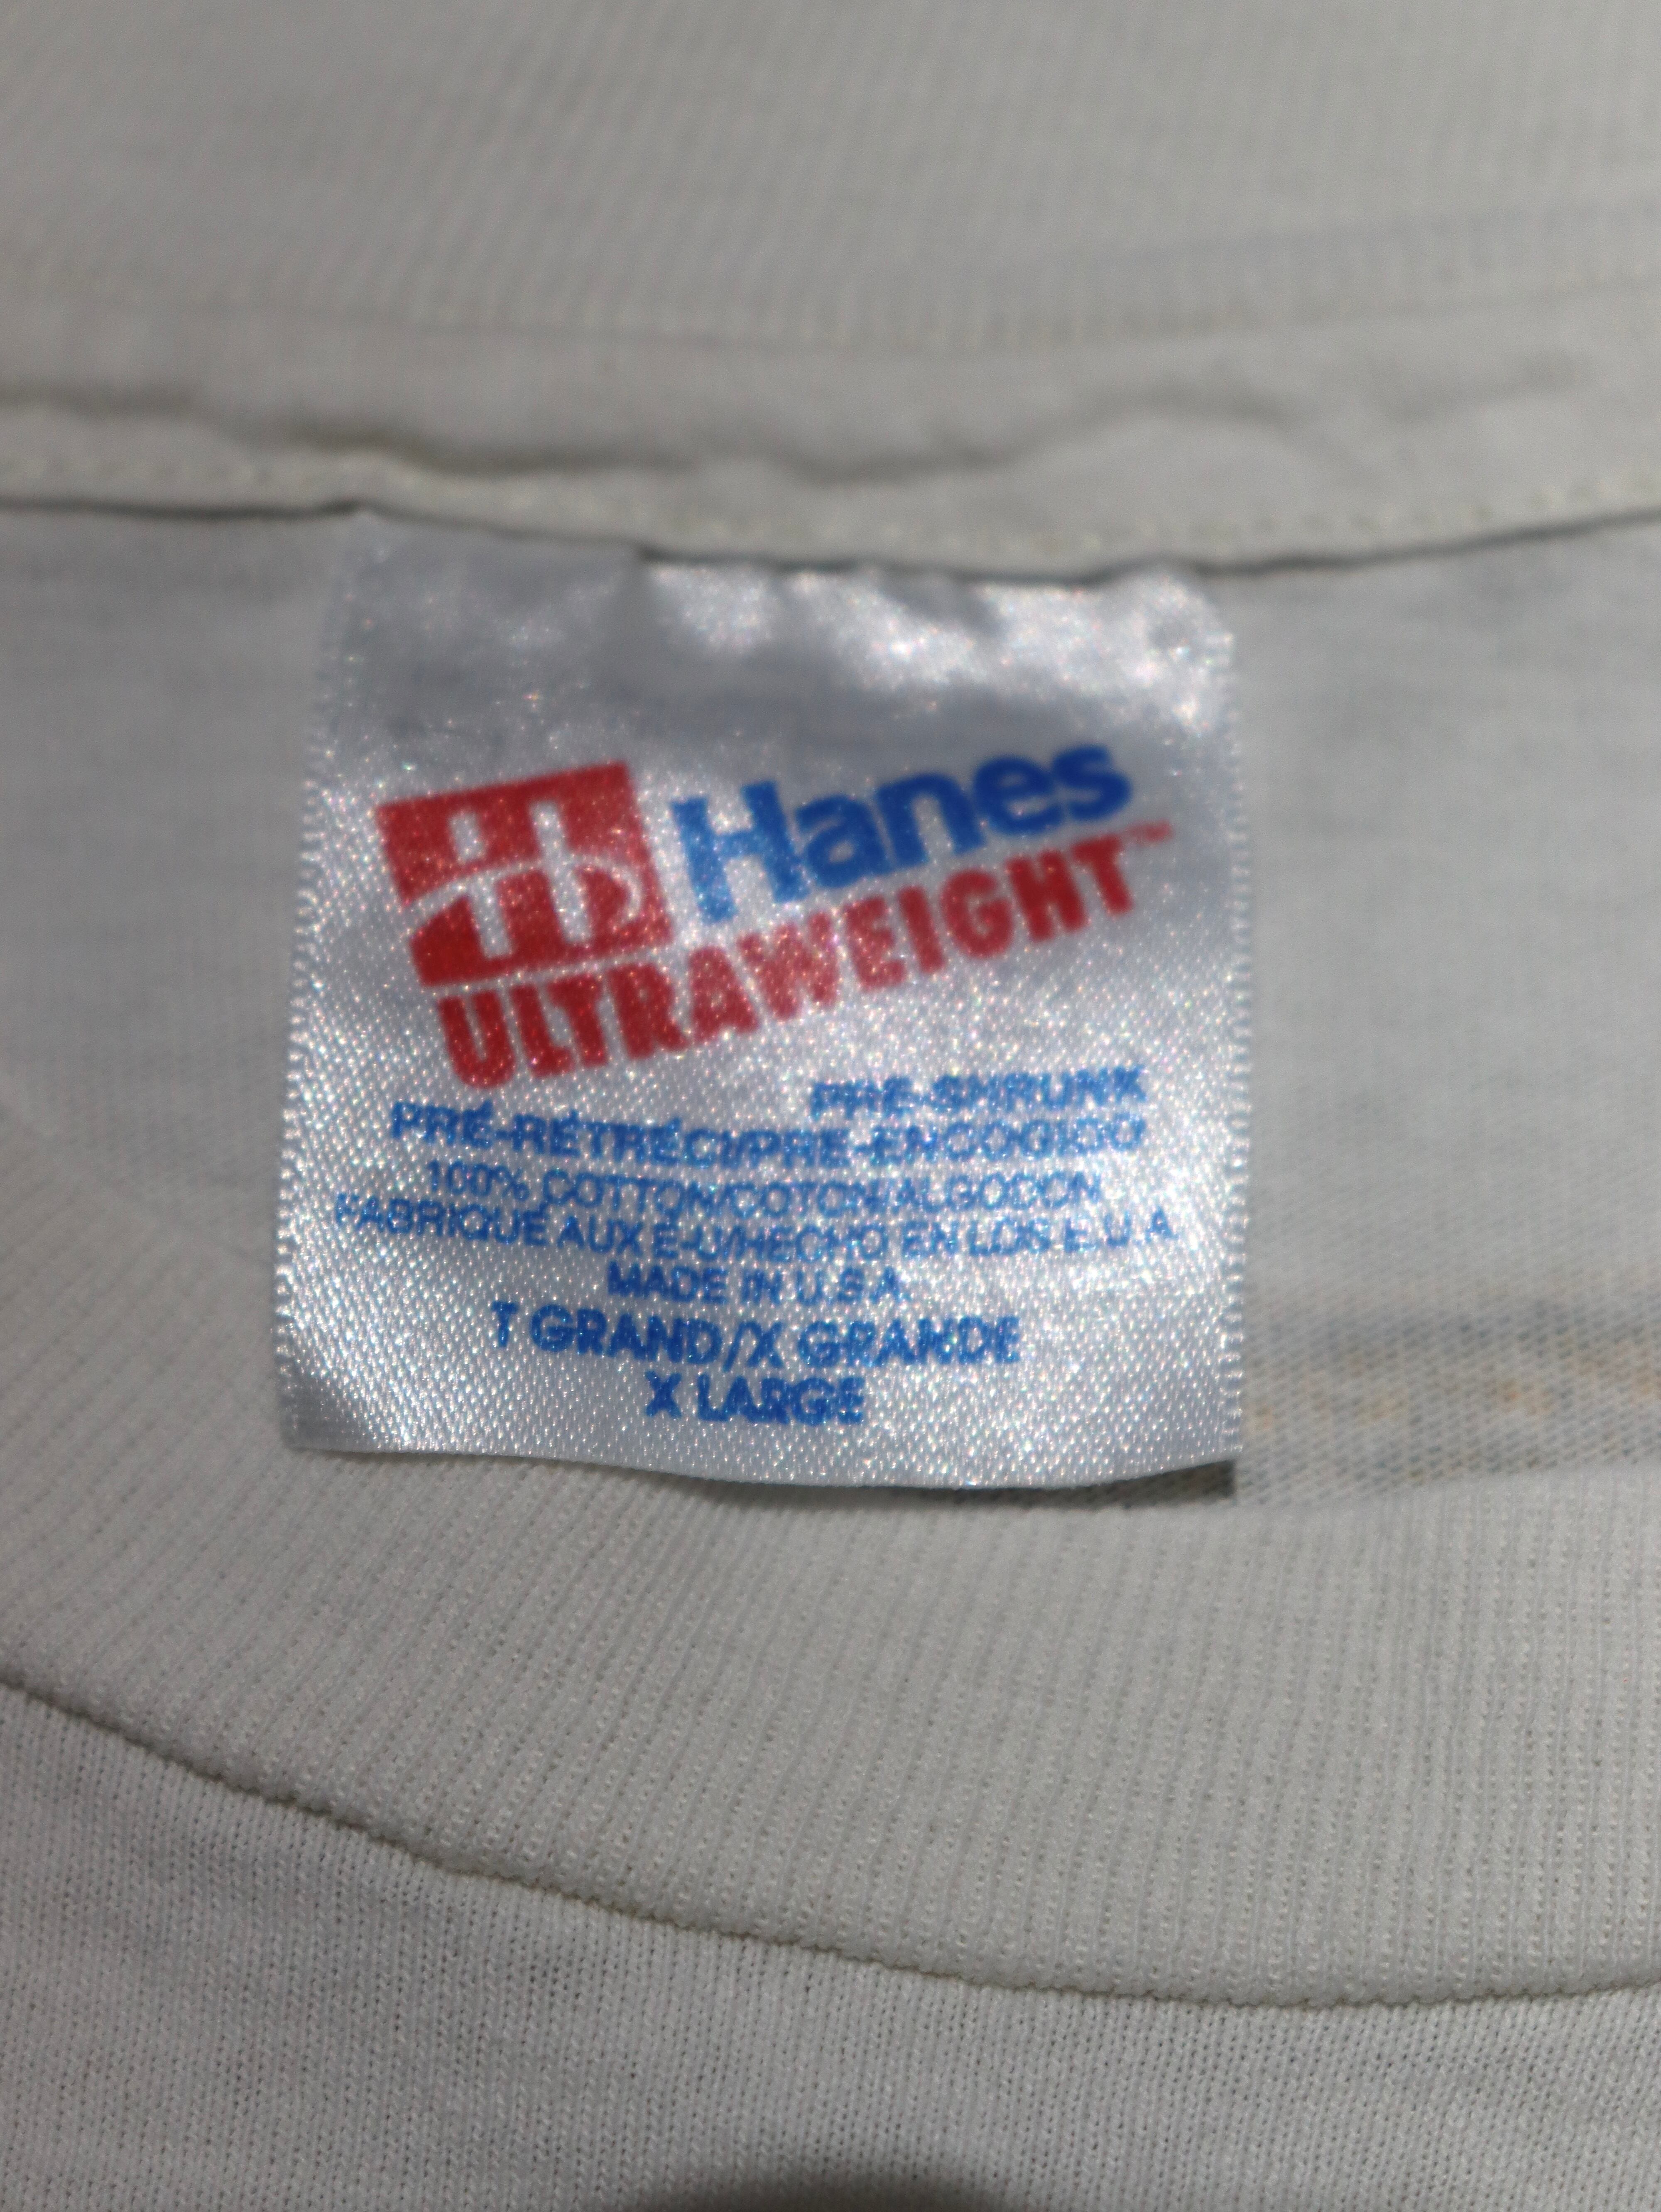 Hanes
ULTRAWEIGHT™
PRE-SHRUNK
PRÉ-RÉTRÉCI/PRE-ENCOGIDO
100% COTTON/COTON/ALGODON
FABRIQUÉ AUX É-U/HECHO EN LOS E.U.A
MADE IN U.S.A
T GRAND/X GRANDE
X LARGE